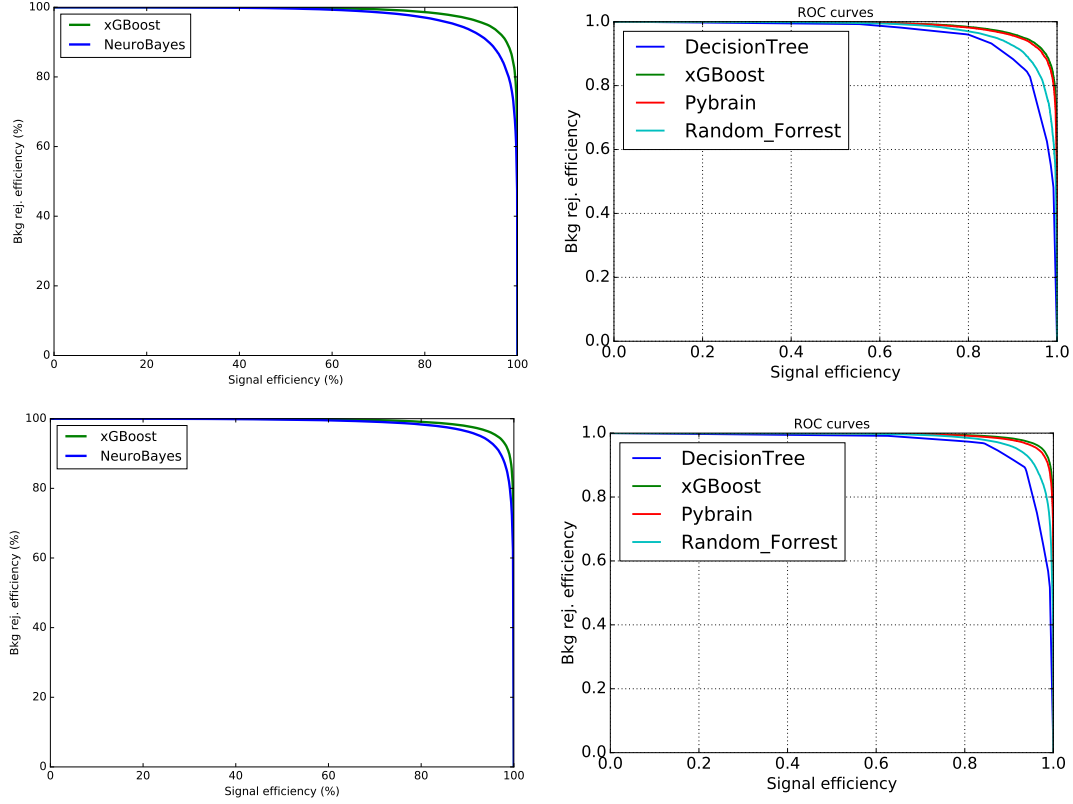 xGBoost
NeuroBayes
100
80
60
40
20
0
Bkg rej. efficiency (%)
0 20 40 60 80 100
Signal efficiency (%)
ROC curves
DecisionTree
xGBoost
Pybrain
Random_Forrest
1.0
0.8
0.6
0.4
0.2
0.0
Bkg rej. efficiency
0.0 0.2 0.4 0.6 0.8 1.0
Signal efficiency
xGBoost
NeuroBayes
100
80
60
40
20
0
Bkg rej. efficiency (%)
0 20 40 60 80 100
Signal efficiency (%)
ROC curves
DecisionTree
xGBoost
Pybrain
Random_Forrest
1.0
0.8
0.6
0.4
0.2
0.0
Bkg rej. efficiency
0.0 0.2 0.4 0.6 0.8 1.0
Signal efficiency